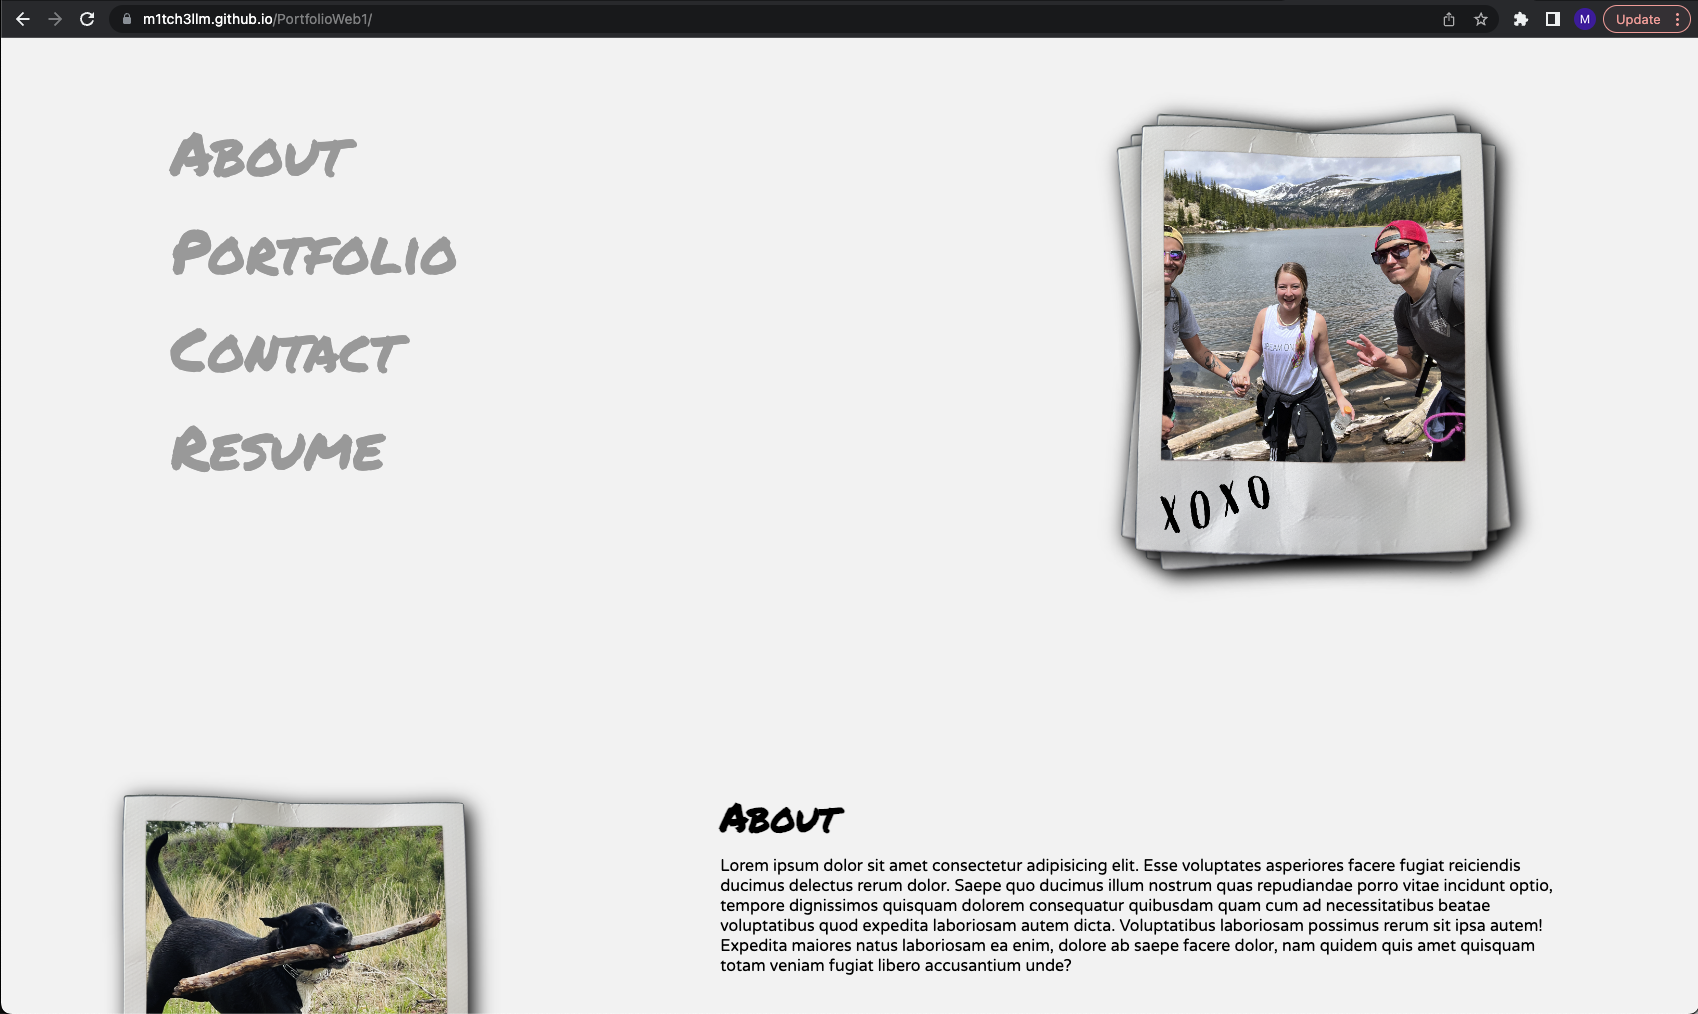 m1tch3llm.github.io/PortfolioWeb1/
M
Update
About
Portfolio
Contact
Resume
XOXO
About
Lorem ipsum dolor sit amet consectetur adipisicing elit. Esse voluptates asperiores facere fugiat reiciendis
ducimus delectus rerum dolor. Saepe quo ducimus illum nostrum quas repudiandae porro vitae incidunt optio,
tempore dignissimos quisquam dolorem consequatur quibusdam quam cum ad necessitatibus beatae
voluptatibus quod expedita laboriosam autem dicta. Voluptatibus laboriosam possimus rerum sit ipsa autem!
Expedita maiores natus laboriosam ea enim, dolore ab saepe facere dolor, nam quidem quis amet quisquam
totam veniam fugiat libero accusantium unde?